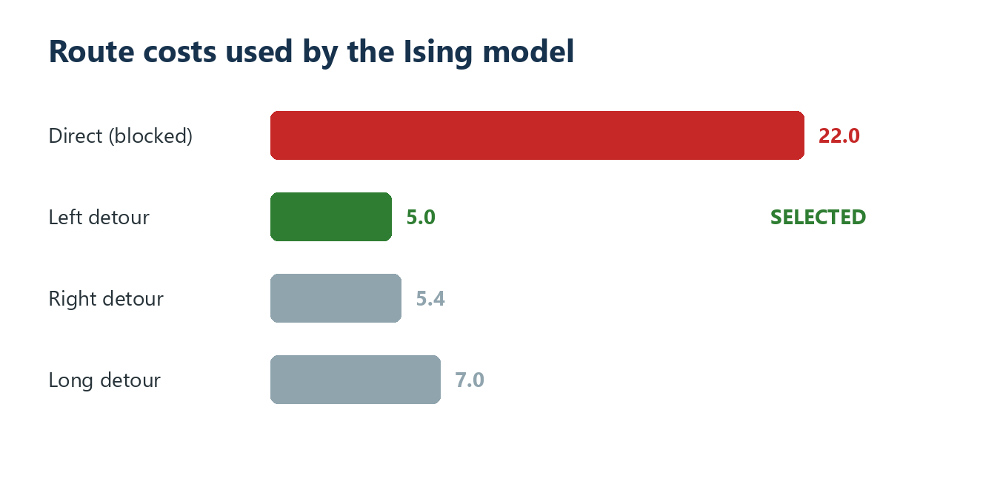 Route costs used by the Ising model
Direct (blocked) 22.0
Left detour 5.0 SELECTED
Right detour 5.4
Long detour 7.0